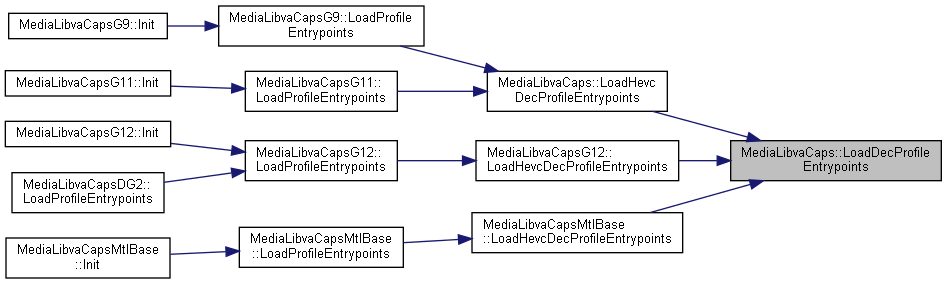 MediaLibvaCapsG9::Init
MediaLibvaCapsG9::LoadProfile
Entrypoints
MediaLibvaCapsG11::Init
MediaLibvaCapsG11::
LoadProfileEntrypoints
MediaLibvaCaps::LoadHevc
DecProfileEntrypoints
MediaLibvaCapsG12::Init
MediaLibvaCapsG12::
LoadProfileEntrypoints
MediaLibvaCapsG12::
LoadHevcDecProfileEntrypoints
MediaLibvaCaps::LoadDecProfile
Entrypoints
MediaLibvaCapsDG2::
LoadProfileEntrypoints
MediaLibvaCapsMtlBase
::Init
MediaLibvaCapsMtlBase
::LoadProfileEntrypoints
MediaLibvaCapsMtlBase
::LoadHevcDecProfileEntrypoints